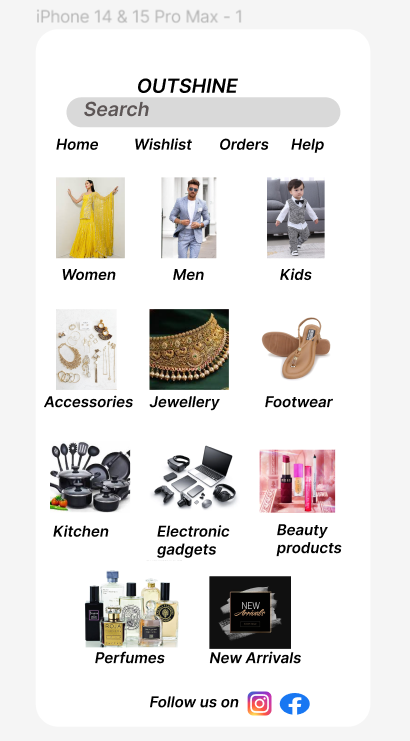 iPhone 14 & 15 Pro Max - 1
OUTSHINE
Search
Home Wishlist Orders Help
Women Men Kids
Accessories Jewellery Footwear
Kitchen Electronic gadgets Beauty products
NEW
Arrivals
Perfumes New Arrivals
Follow us on